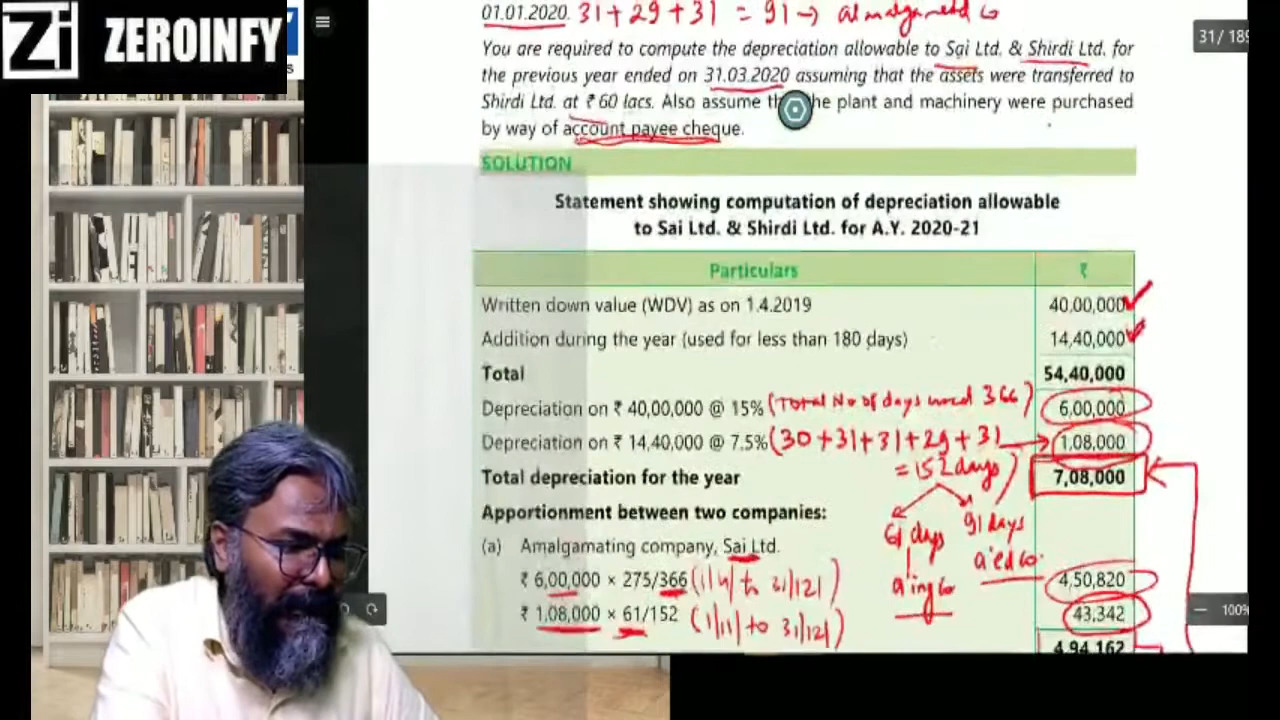 Zi ZEROINFY
31/18
01.01.2020. 31+29+31 = 91 →
You are required to compute the depreciation allowable to Sai Ltd. & Shirdi Ltd. for
the previous year ended on 31.03.2020 assuming that the assets were transferred to
Shirdi Ltd. at ₹ 60 lacs. Also assume th he plant and machinery were purchased
by way of account payee cheque.
SOLUTION
Statement showing computation of depreciation allowable
to Sai Ltd. & Shirdi Ltd. for A.Y. 2020-21
Particulars ₹
Written down value (WDV) as on 1.4.2019 40,00,000
Addition during the year (used for less than 180 days) 14,40,000
Total 54,40,000
Depreciation on ₹ 40,00,000 @ 15% (Total No of days used 366) 6,00,000
Depreciation on ₹ 14,40,000 @ 7.5% (30+31+31+29+31 → 1,08,000
= 152 days)
Total depreciation for the year 7,08,000
Apportionment between two companies:
61 days 91 days
(a) Amalgamating company, Sai Ltd. a'ed co.
₹ 6,00,000 × 275/366 (1/4 to 31/12) a'ing co 4,50,820
₹ 1,08,000 × 61/152 (1/11 to 31/12) 43,342
4,94,162
100%